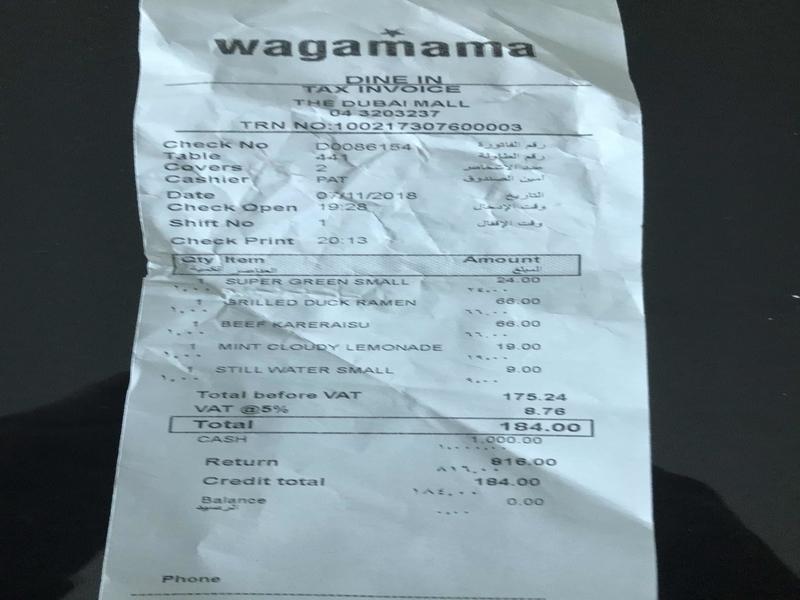 wagamama
DINE IN
TAX INVOICE
THE DUBAI MALL
04 3203237
TRN NO:100217307600003
Check No D0086154 رقم الفاتورة
Table 441 رقم الطاولة
Covers 2 عدد الأشخاص
Cashier PAT أمين الصندوق
Date 07/11/2018 التاريخ
Check Open 19:28 وقت الإدخال
Shift No 1 وقت الإقفال
Check Print 20:13
Qty Item Amount
العناصر المبلغ
1 SUPER GREEN SMALL 24.00
١.٠٠٠ ٢٤.٠٠
1 GRILLED DUCK RAMEN 66.00
١.٠٠٠ ٦٦.٠٠
1 BEEF KARERAISU 66.00
١.٠٠٠ ٦٦.٠٠
1 MINT CLOUDY LEMONADE 19.00
١.٠٠٠ ١٩.٠٠
1 STILL WATER SMALL 9.00
١.٠٠٠ ٩.٠٠
Total before VAT 175.24
VAT @5% 8.76
Total 184.00
CASH 1,000.00
١,٠٠٠.٠٠
Return 816.00
٨١٦.٠٠
Credit total 184.00
١٨٤.٠٠
Balance 0.00
الرصيد ٠.٠٠
Phone